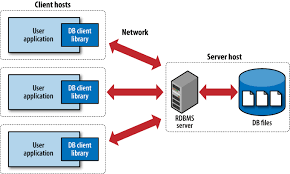 Client hosts
Network
User
application
DB client
library
Server host
User
application
DB client
library
RDBMS
server
DB files
User
application
DB client
library